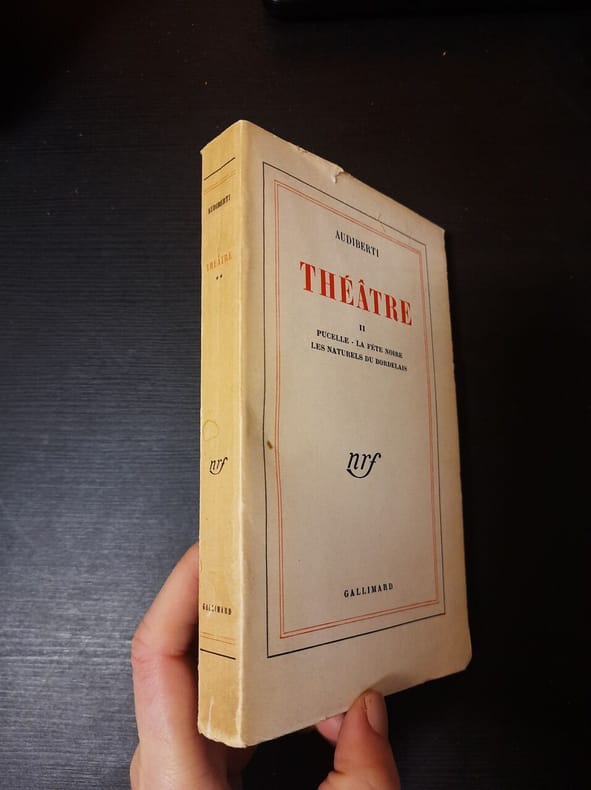 AUDIBERTI
THÉÂTRE
**
nrf
GALLIMARD
AUDIBERTI
THÉÂTRE
II
PUCELLE - LA FÊTE NOIRE
LES NATURELS DU BORDELAIS
nrf
GALLIMARD